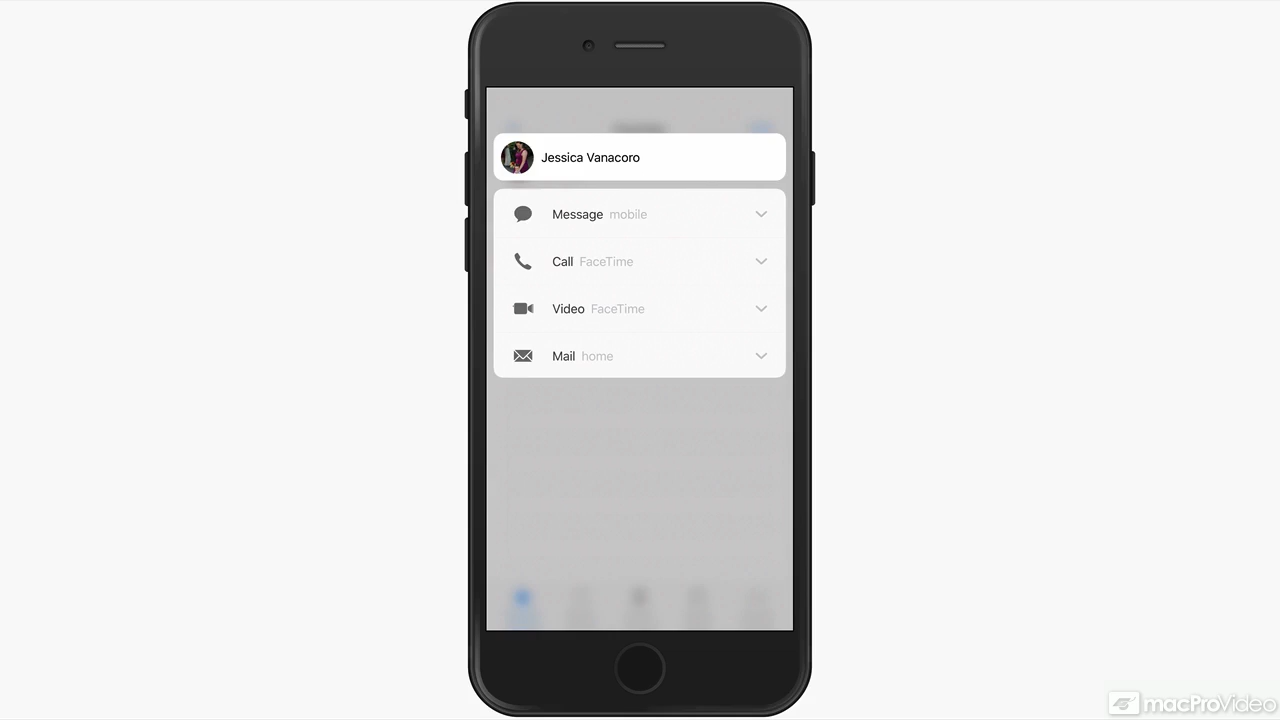 Jessica Vanacoro
Message mobile
Call FaceTime
Video FaceTime
Mail home
macProVideo